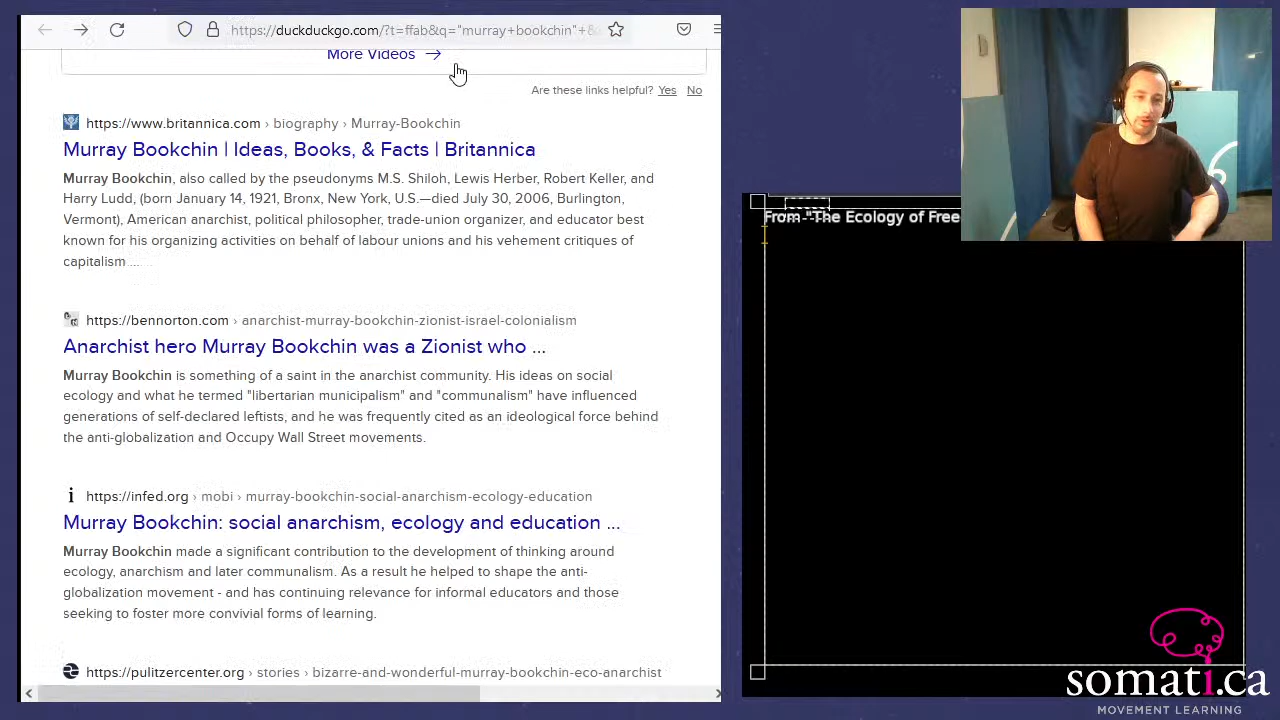 https://duckduckgo.com/?t=ffab&q="murray+bookchin"+&
More Videos →
Are these links helpful? Yes No
https://www.britannica.com › biography › Murray-Bookchin
Murray Bookchin | Ideas, Books, & Facts | Britannica
Murray Bookchin, also called by the pseudonyms M.S. Shiloh, Lewis Herber, Robert Keller, and
Harry Ludd, (born January 14, 1921, Bronx, New York, U.S.—died July 30, 2006, Burlington,
Vermont), American anarchist, political philosopher, trade-union organizer, and educator best
known for his organizing activities on behalf of labour unions and his vehement critiques of
capitalism....
https://bennorton.com › anarchist-murray-bookchin-zionist-israel-colonialism
Anarchist hero Murray Bookchin was a Zionist who ...
Murray Bookchin is something of a saint in the anarchist community. His ideas on social
ecology and what he termed "libertarian municipalism" and "communalism" have influenced
generations of self-declared leftists, and he was frequently cited as an ideological force behind
the anti-globalization and Occupy Wall Street movements.
https://infed.org › mobi › murray-bookchin-social-anarchism-ecology-education
Murray Bookchin: social anarchism, ecology and education ...
Murray Bookchin made a significant contribution to the development of thinking around
ecology, anarchism and later communalism. As a result he helped to shape the anti-
globalization movement - and has continuing relevance for informal educators and those
seeking to foster more convivial forms of learning.
https://pulitzercenter.org › stories › bizarre-and-wonderful-murray-bookchin-eco-anarchist
From "The Ecology of Free
somati.ca
MOVEMENT LEARNING